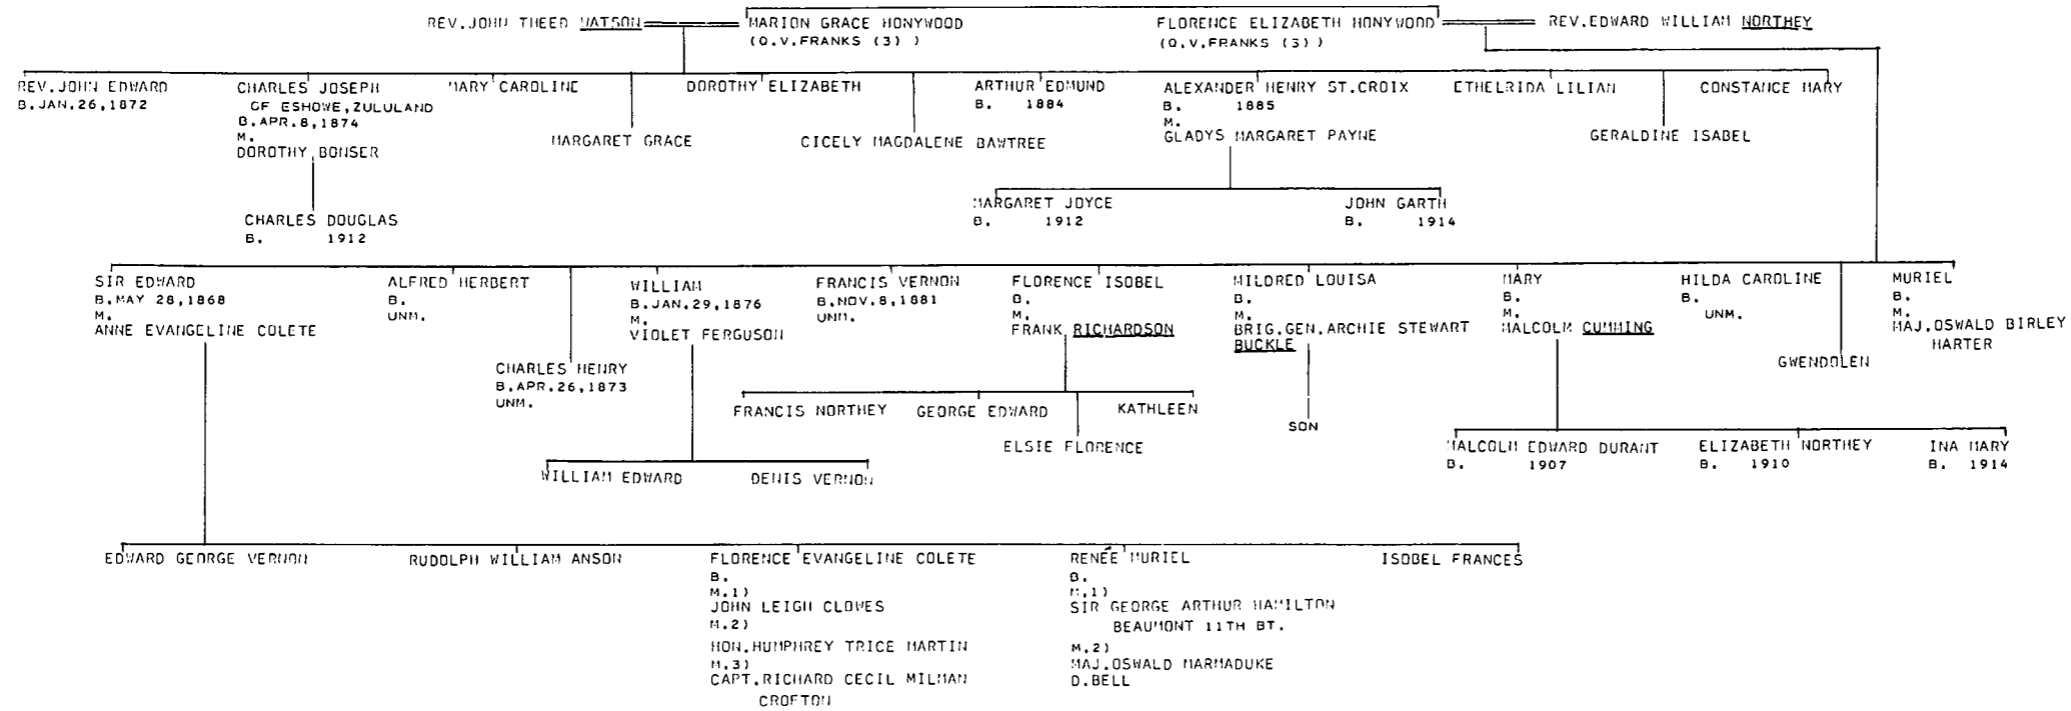 REV.JOHN THEED WATSON
MARION GRACE HONYWOOD
(Q.V.FRANKS (3) )
FLORENCE ELIZABETH HONYWOOD
(Q.V.FRANKS (3) )
REV.EDWARD WILLIAM NORTHEY
REV.JOHN EDWARD
B.JAN.26,1872
CHARLES JOSEPH
OF ESHOWE,ZULULAND
B.APR.8,1874
M.
DOROTHY BONSER
MARY CAROLINE
MARGARET GRACE
DOROTHY ELIZABETH
CICELY MAGDALENE BAWTREE
ARTHUR EDMUND
B. 1884
ALEXANDER HENRY ST.CROIX
B. 1885
M.
GLADYS MARGARET PAYNE
ETHELRIDA LILIAN
GERALDINE ISABEL
CONSTANCE MARY
CHARLES DOUGLAS
B. 1912
MARGARET JOYCE
B. 1912
JOHN GARTH
B. 1914
SIR EDWARD
B.MAY 28,1868
M.
ANNE EVANGELINE COLETE
ALFRED HERBERT
B.
UNM.
CHARLES HENRY
B.APR.26,1873
UNM.
WILLIAM
B.JAN.29,1876
M.
VIOLET FERGUSON
FRANCIS VERNON
B.NOV.8,1881
UNM.
FLORENCE ISOBEL
B.
M.
FRANK RICHARDSON
MILDRED LOUISA
B.
M.
BRIG.GEN.ARCHIE STEWART
BUCKLE
MARY
B.
M.
MALCOLM CUMMING
HILDA CAROLINE
B.
UNM.
GWENDOLEN
MURIEL
B.
M.
MAJ.OSWALD BIRLEY
HARTER
FRANCIS NORTHEY
GEORGE EDWARD
KATHLEEN
ELSIE FLORENCE
SON
MALCOLM EDWARD DURANT
B. 1907
ELIZABETH NORTHEY
B. 1910
INA MARY
B. 1914
WILLIAM EDWARD
DENIS VERNON
EDWARD GEORGE VERNON
RUDOLPH WILLIAM ANSON
FLORENCE EVANGELINE COLETE
B.
M.1)
JOHN LEIGH CLOWES
M.2)
HON.HUMPHREY TRICE MARTIN
M.3)
CAPT.RICHARD CECIL MILMAN
CROFTON
RENÉE MURIEL
B.
M.1)
SIR GEORGE ARTHUR HAMILTON
BEAUMONT 11TH BT.
M.2)
MAJ.OSWALD MARMADUKE
D.BELL
ISOBEL FRANCES